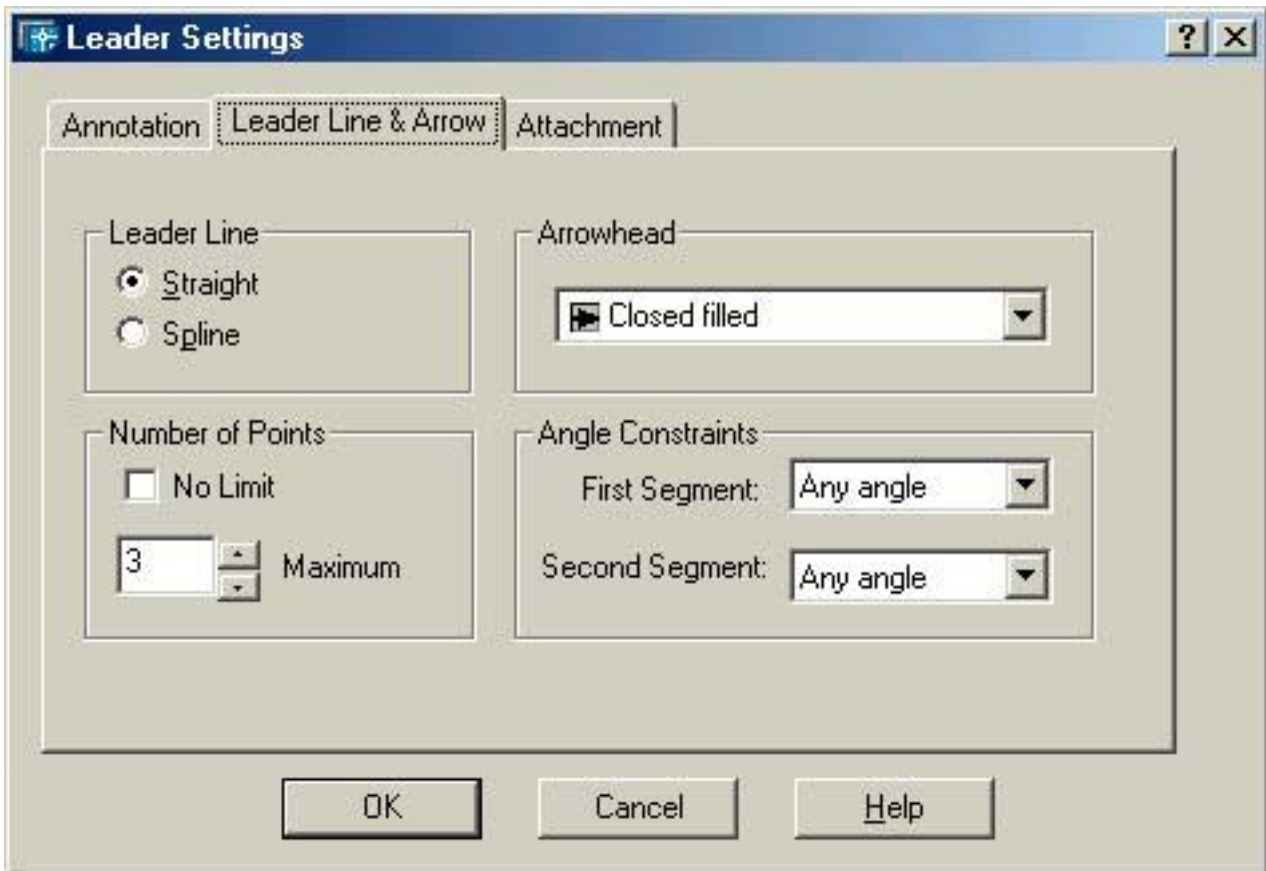 Leader Settings
Annotation
Leader Line & Arrow
Attachment
Leader Line
Straight
Spline
Arrowhead
Closed filled
Number of Points
No Limit
3
Maximum
Angle Constraints
First Segment: Any angle
Second Segment: Any angle
OK
Cancel
Help